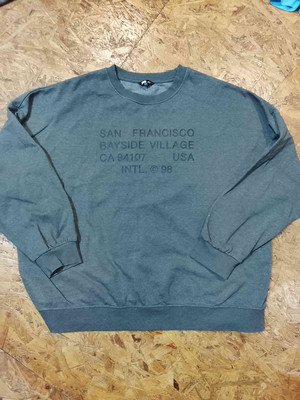 SAN FRANCISCO
BAYSIDE VILLAGE
CA 94107 USA
INTL. © 98